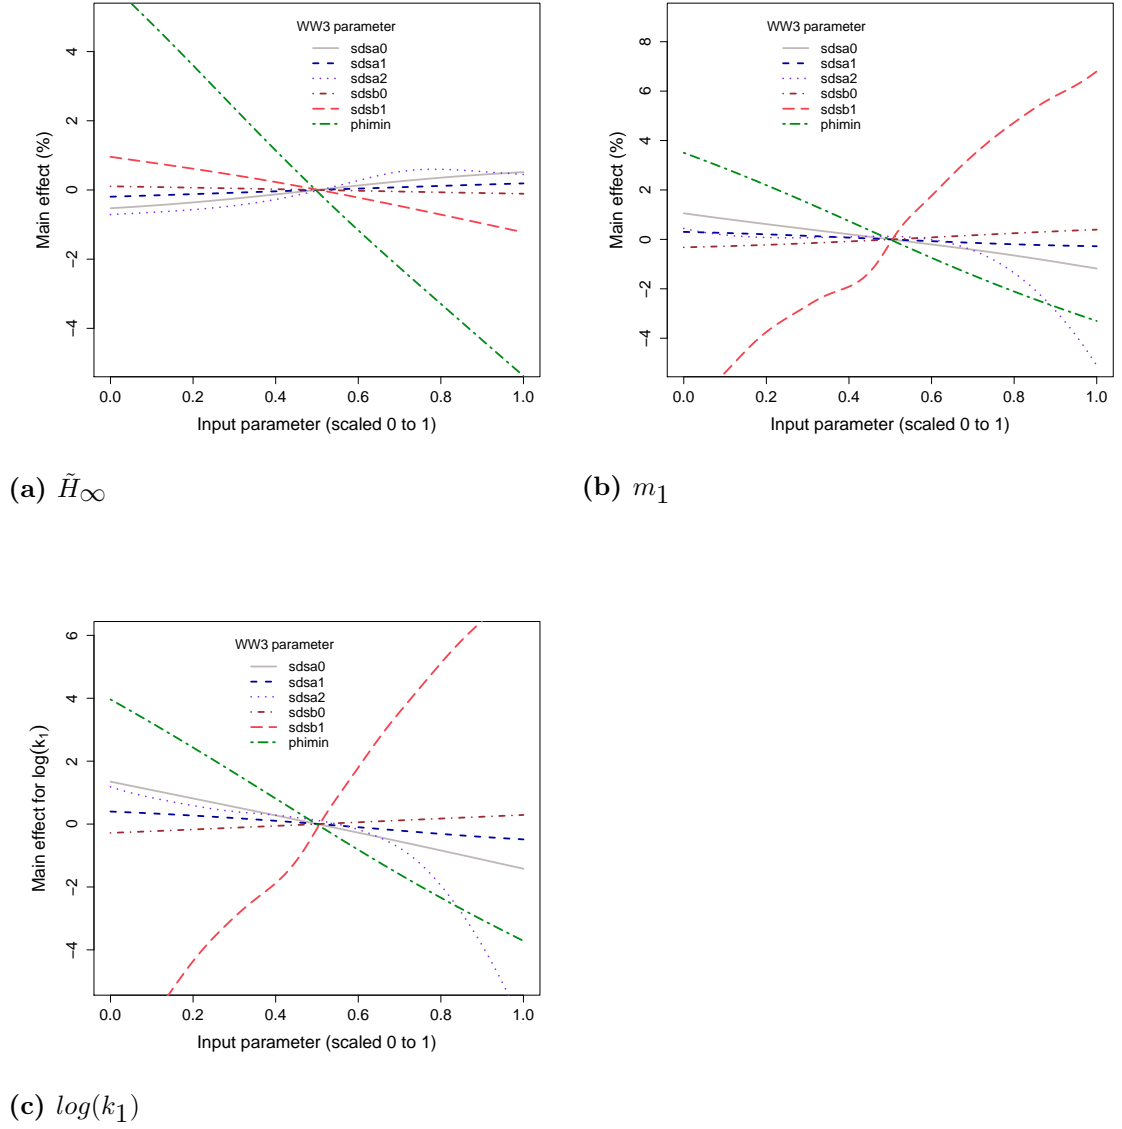 WW3 parameter
sdsa0
sdsa1
sdsa2
sdsb0
sdsb1
phimin
Main effect (%)
4
2
0
−2
−4
0.0 0.2 0.4 0.6 0.8 1.0
Input parameter (scaled 0 to 1)
(a) H̃∞
WW3 parameter
sdsa0
sdsa1
sdsa2
sdsb0
sdsb1
phimin
Main effect (%)
8
6
4
2
0
−2
−4
0.0 0.2 0.4 0.6 0.8 1.0
Input parameter (scaled 0 to 1)
(b) m₁
WW3 parameter
sdsa0
sdsa1
sdsa2
sdsb0
sdsb1
phimin
Main effect for log(k₁)
6
4
2
0
−2
−4
0.0 0.2 0.4 0.6 0.8 1.0
Input parameter (scaled 0 to 1)
(c) log(k₁)